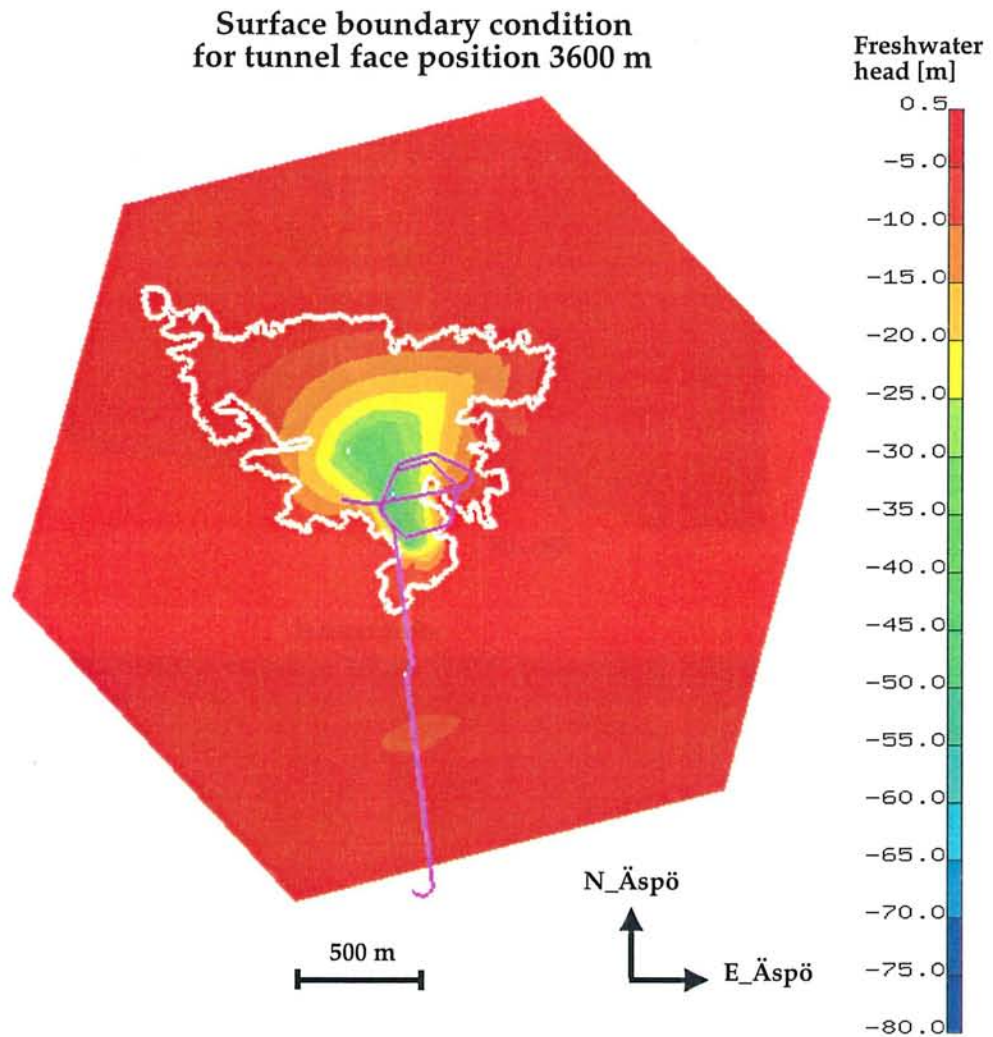 Surface boundary condition
for tunnel face position 3600 m
Freshwater
head [m]
0.5
-5.0
-10.0
-15.0
-20.0
-25.0
-30.0
-35.0
-40.0
-45.0
-50.0
-55.0
-60.0
-65.0
-70.0
-75.0
-80.0
N_Äspö
500 m
E_Äspö